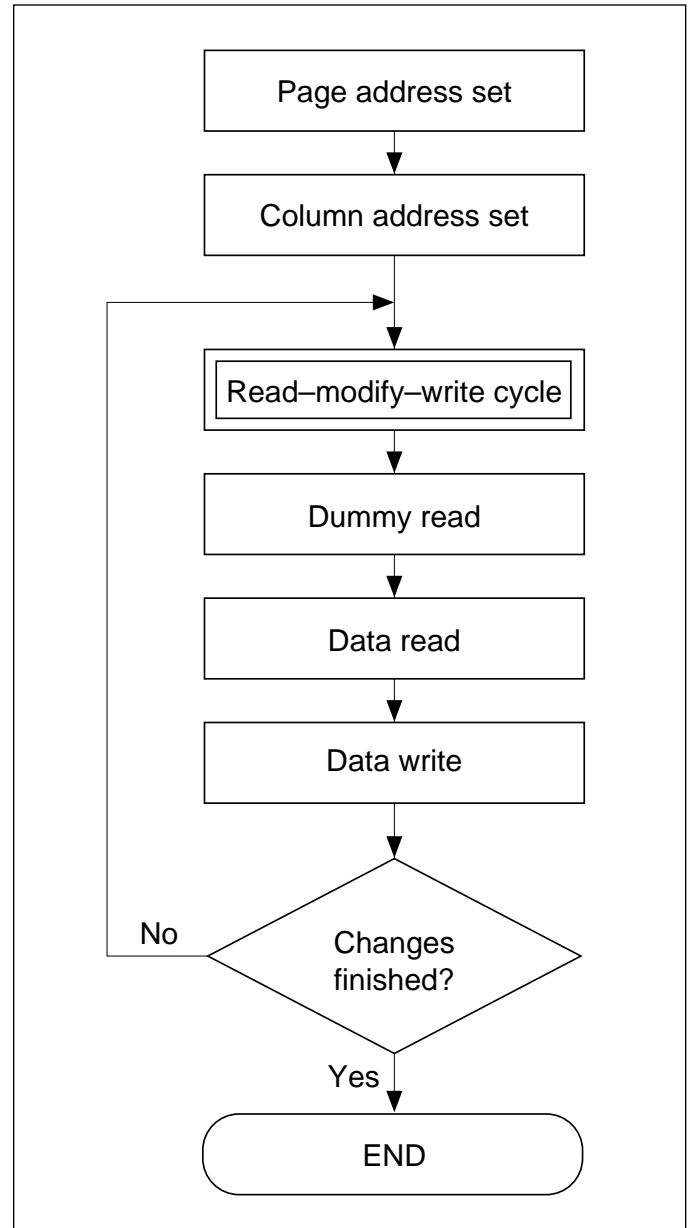 Page address set
Column address set
Read–modify–write cycle
Dummy read
Data read
Data write
No
Changes
finished?
Yes
END